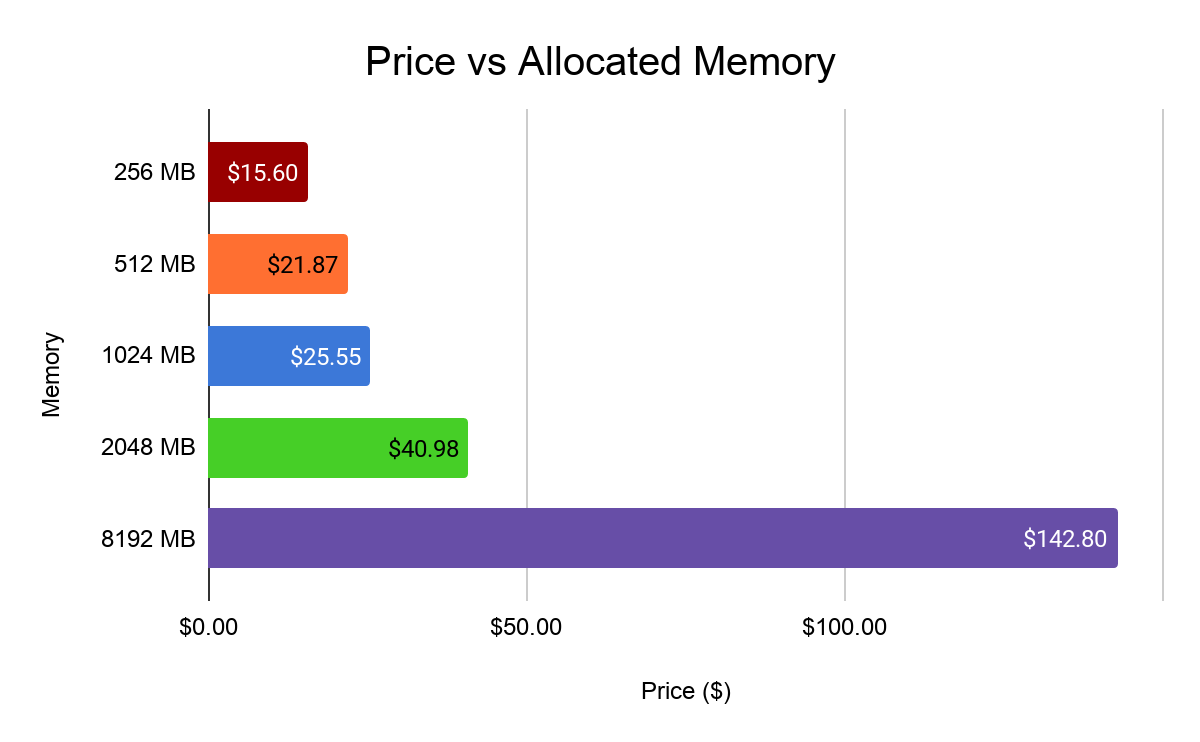 Price vs Allocated Memory
Memory
256 MB
$15.60
512 MB
$21.87
1024 MB
$25.55
2048 MB
$40.98
8192 MB
$142.80
$0.00
$50.00
$100.00
Price ($)